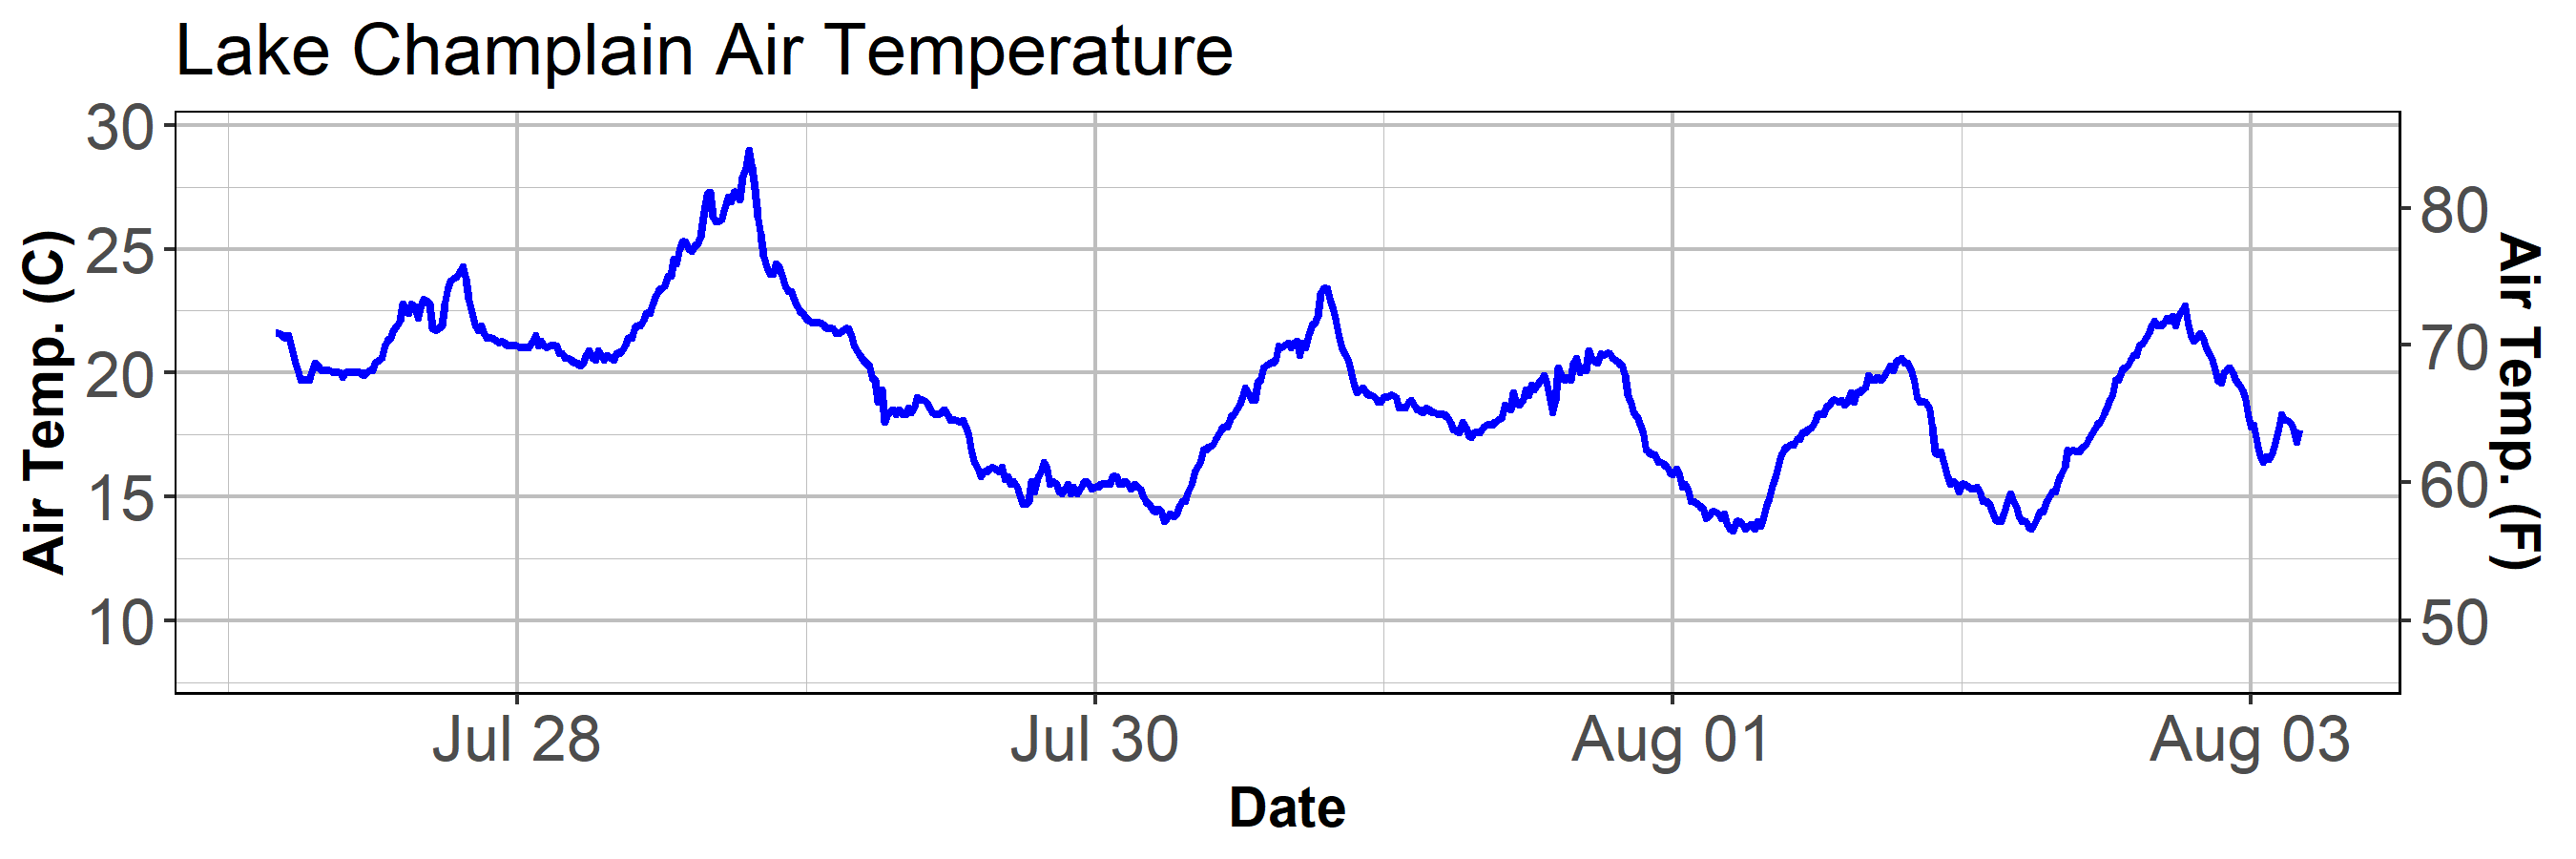 Lake Champlain Air Temperature
Air Temp. (C)
30
25
20
15
10
80
70
60
50
Air Temp. (F)
Jul 28
Jul 30
Aug 01
Aug 03
Date